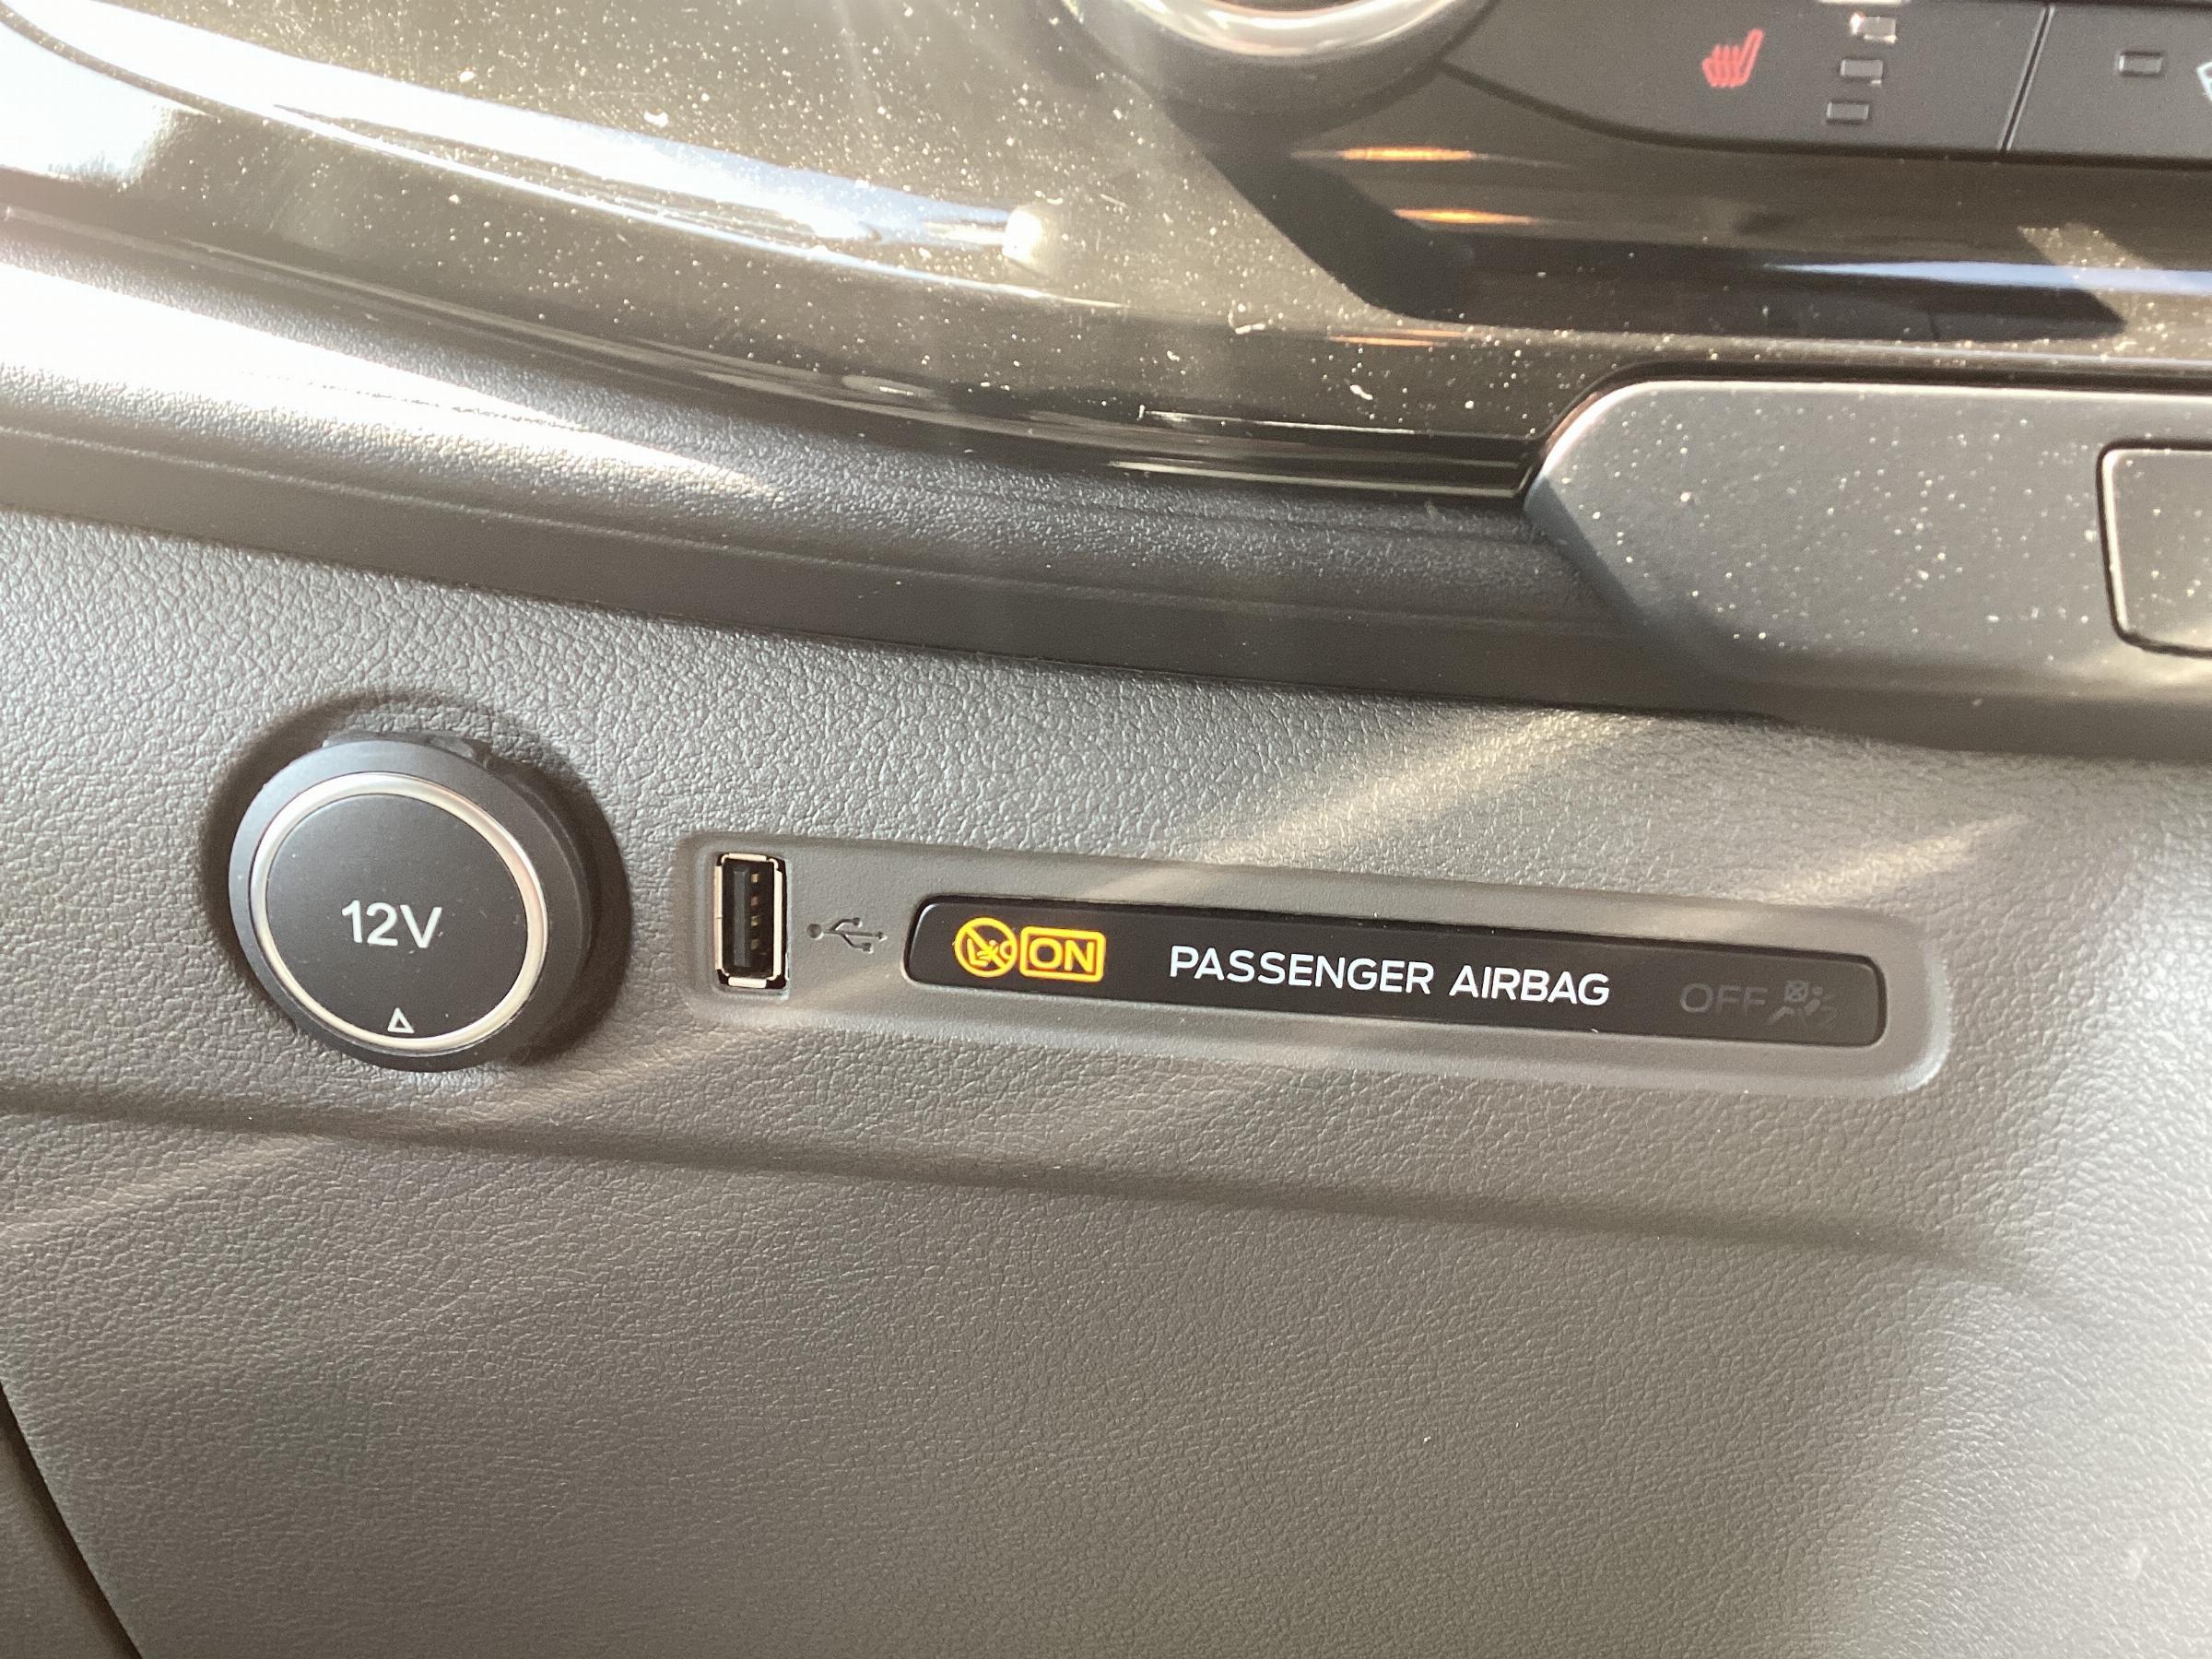 12V
ON PASSENGER AIRBAG OFF